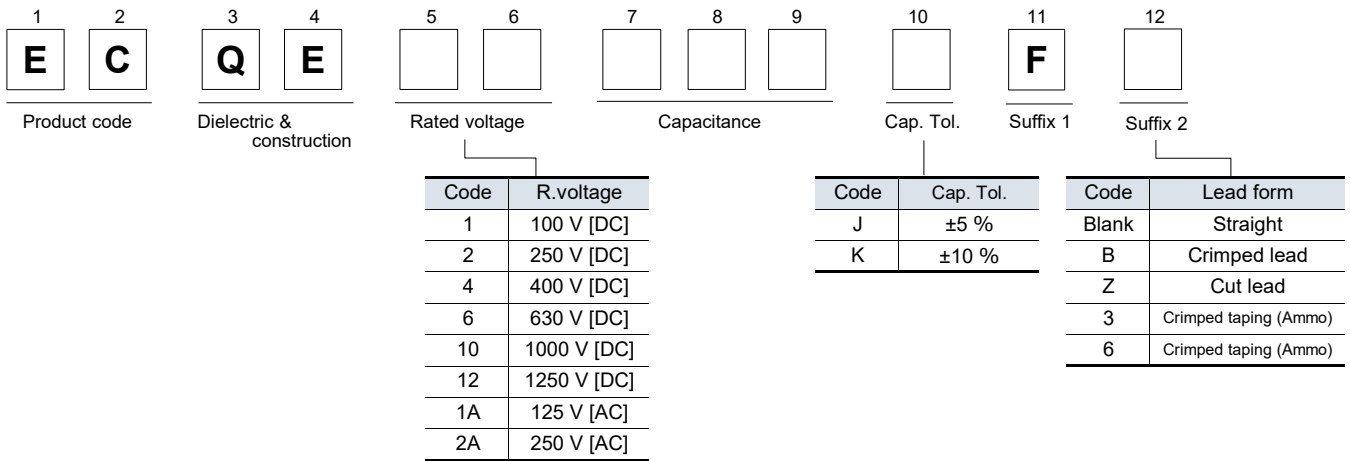 1 2 3 4 5 6 7 8 9 10 11 12
E C Q E F
Product code Dielectric & construction Rated voltage Capacitance Cap. Tol. Suffix 1 Suffix 2
Code R.voltage
1 100 V [DC]
2 250 V [DC]
4 400 V [DC]
6 630 V [DC]
10 1000 V [DC]
12 1250 V [DC]
1A 125 V [AC]
2A 250 V [AC]
Code Cap. Tol.
J ±5 %
K ±10 %
Code Lead form
Blank Straight
B Crimped lead
Z Cut lead
3 Crimped taping (Ammo)
6 Crimped taping (Ammo)